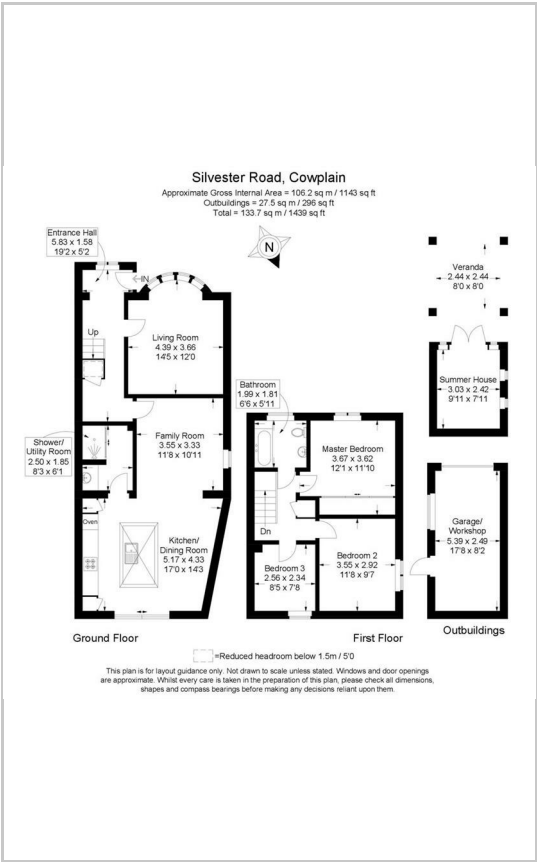 Silvester Road, Cowplain
Approximate Gross Internal Area = 106.2 sq m / 1143 sq ft
Outbuildings = 27.5 sq m / 296 sq ft
Total = 133.7 sq m / 1439 sq ft
N
Entrance Hall
5.83 x 1.58
19'2 x 5'2
IN
Up
Living Room
4.39 x 3.66
14'5 x 12'0
Family Room
3.55 x 3.33
11'8 x 10'11
Shower/
Utility Room
2.50 x 1.85
8'3 x 6'1
Oven
Kitchen/
Dining Room
5.17 x 4.33
17'0 x 14'3
Ground Floor
Bathroom
1.99 x 1.81
6'6 x 5'11
Master Bedroom
3.67 x 3.62
12'1 x 11'10
Dn
Bedroom 3
2.56 x 2.34
8'5 x 7'8
Bedroom 2
3.55 x 2.92
11'8 x 9'7
First Floor
Veranda
2.44 x 2.44
8'0 x 8'0
Summer House
3.03 x 2.42
9'11 x 7'11
Garage/
Workshop
5.39 x 2.49
17'8 x 8'2
Outbuildings
=Reduced headroom below 1.5m / 5'0
This plan is for layout guidance only. Not drawn to scale unless stated. Windows and door openings
are approximate. Whilst every care is taken in the preparation of this plan, please check all dimensions,
shapes and compass bearings before making any decisions reliant upon them.